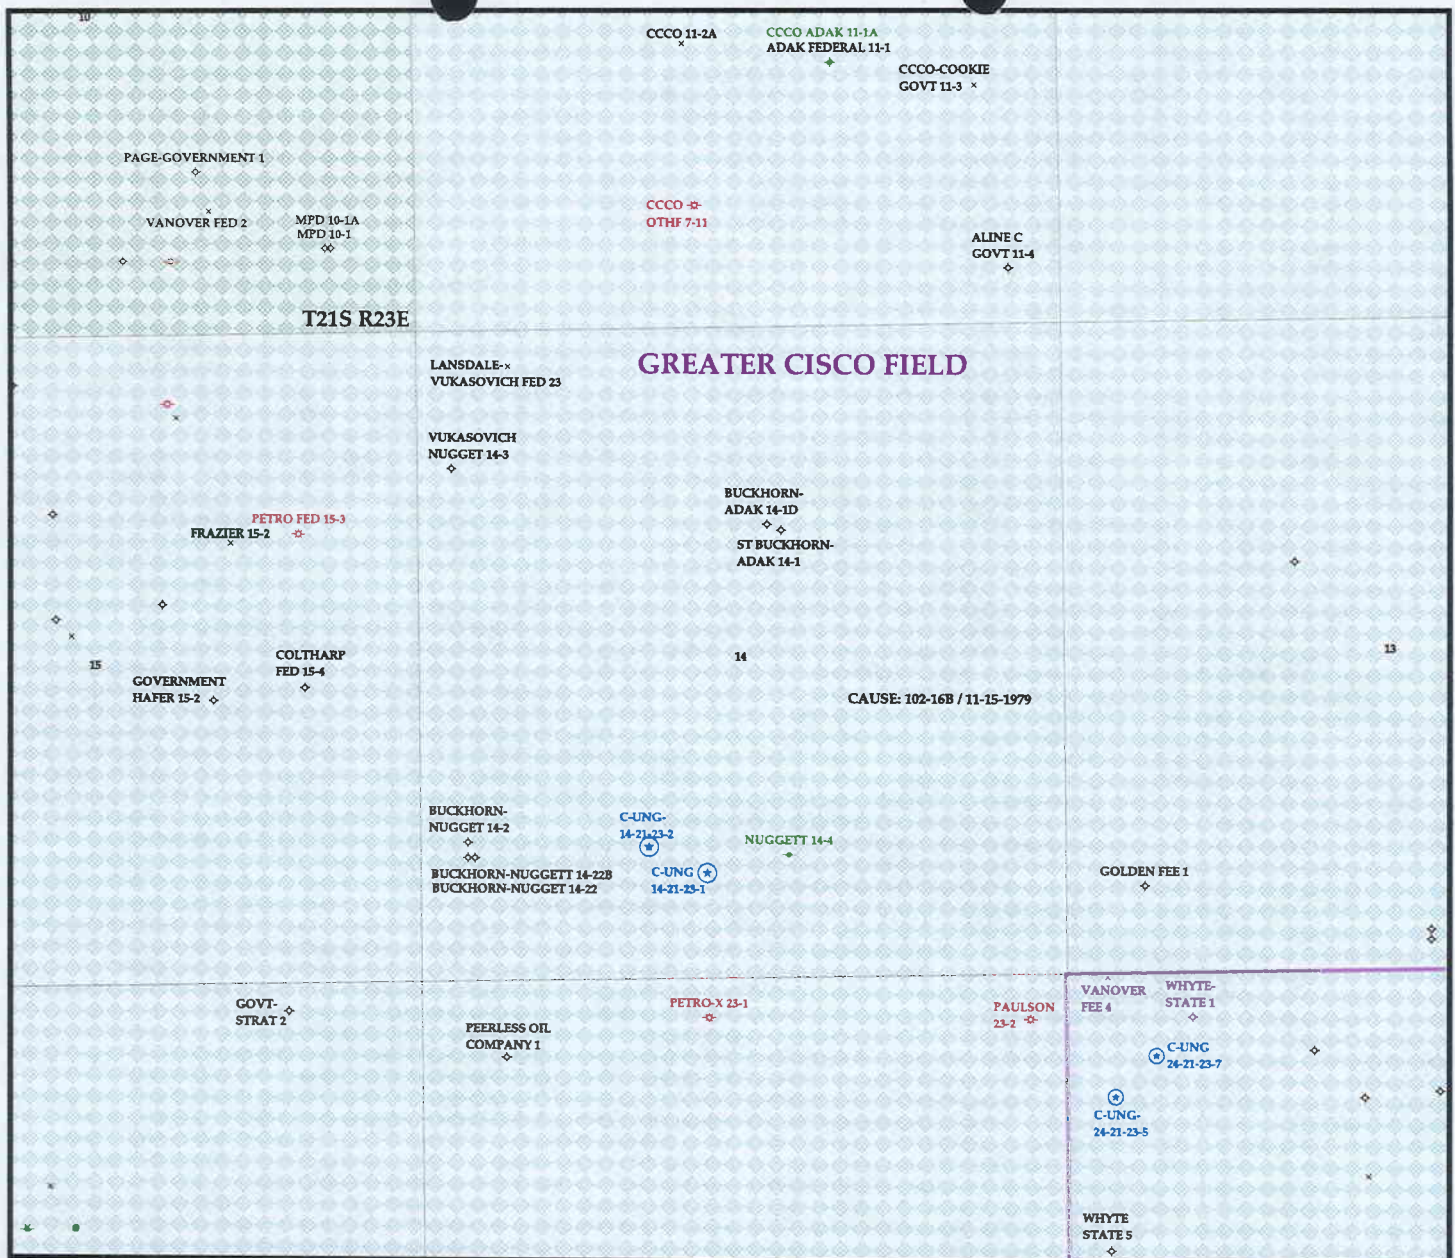 10
CCCO 11-2A
CCCO ADAK 11-1A
ADAK FEDERAL 11-1
CCCO-COOKIE
GOVT 11-3
PAGE-GOVERNMENT 1
VANOVER FED 2
MPD 10-1A
MPD 10-1
CCCO
OTHF 7-11
ALINE C
GOVT 11-4
T21S R23E
LANSDALE-
VUKASOVICH FED 23
GREATER CISCO FIELD
VUKASOVICH
NUGGET 14-3
BUCKHORN-
ADAK 14-1D
ST BUCKHORN-
ADAK 14-1
PETRO FED 15-3
FRAZIER 15-2
15
COLTHARP
FED 15-4
GOVERNMENT
HAFER 15-2
14
13
CAUSE: 102-16B / 11-15-1979
BUCKHORN-
NUGGET 14-2
BUCKHORN-NUGGETT 14-22B
BUCKHORN-NUGGET 14-22
C-UNG-
14-21-23-2
C-UNG
14-21-23-1
NUGGETT 14-4
GOLDEN FEE 1
GOVT-
STRAT 2
PEERLESS OIL
COMPANY 1
PETRO-X 23-1
PAULSON
23-2
VANOVER
FEE 4
WHYTE-
STATE 1
C-UNG
24-21-23-7
C-UNG-
24-21-23-5
WHYTE
STATE 5